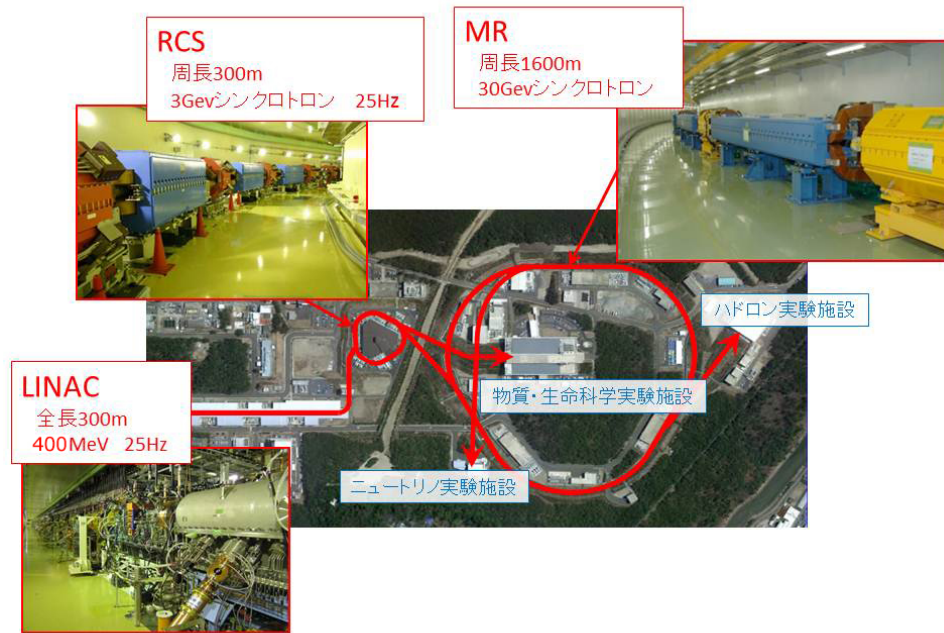 RCS
周長300m
3Gevシンクロトロン 25Hz
MR
周長1600m
30Gevシンクロトロン
ハドロン実験施設
LINAC
全長300m
400MeV 25Hz
物質・生命科学実験施設
ニュートリノ実験施設